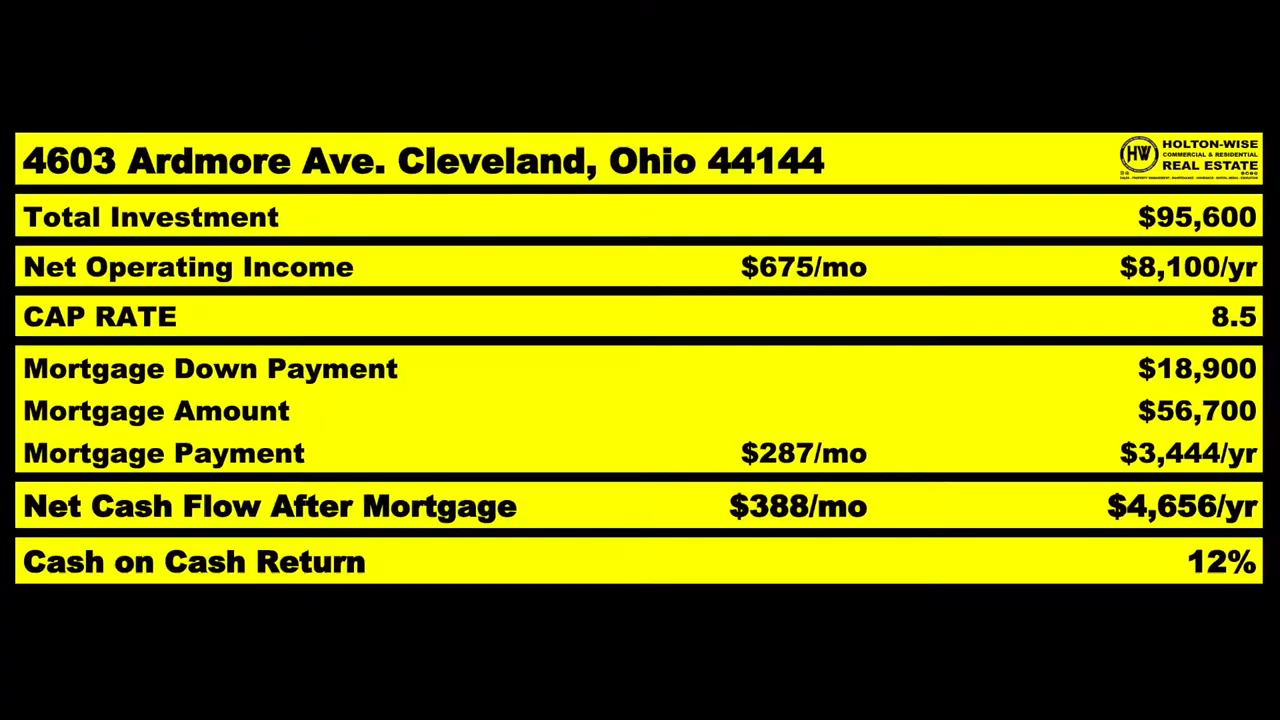 4603 Ardmore Ave. Cleveland, Ohio 44144
HW
HOLTON-WISE
COMMERCIAL & RESIDENTIAL
REAL ESTATE
Total Investment $95,600
Net Operating Income $675/mo $8,100/yr
CAP RATE 8.5
Mortgage Down Payment $18,900
Mortgage Amount $56,700
Mortgage Payment $287/mo $3,444/yr
Net Cash Flow After Mortgage $388/mo $4,656/yr
Cash on Cash Return 12%